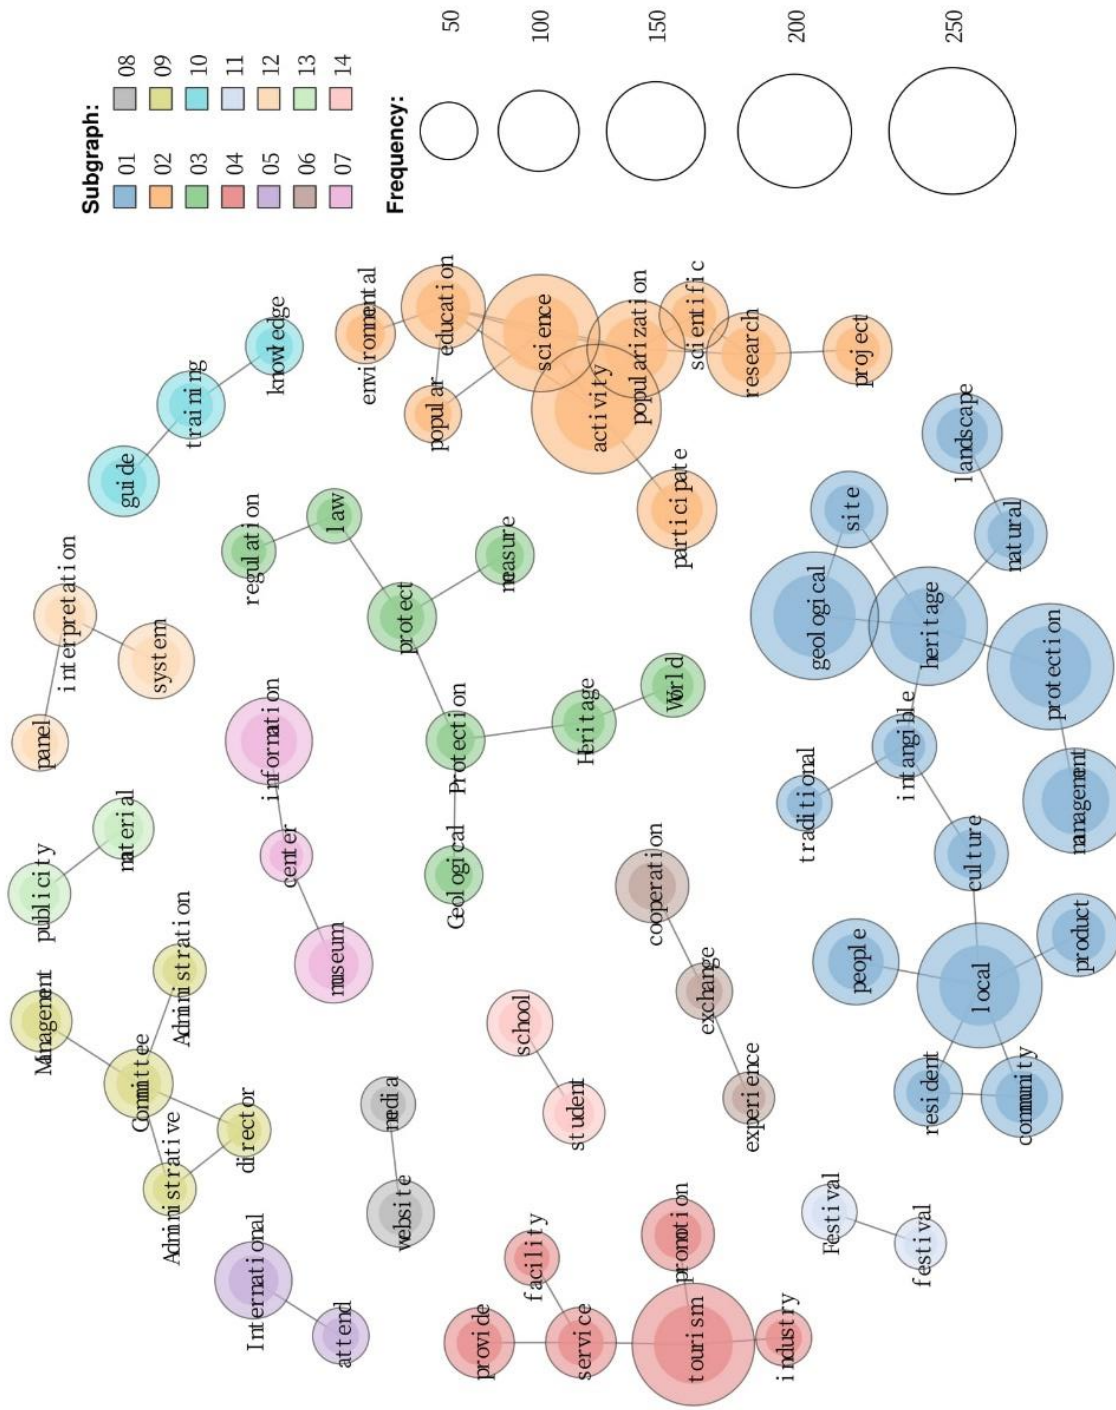 Subgraph:
01 08
02 09
03 10
04 11
05 12
06 13
07 14
Frequency:
50
100
150
200
250
environmental
education
popular
science
activity
popularization
scientific
research
project
participate
knowledge
training
guide
regulation
law
protect
measure
Protection
Heritage
World
Geological
interpretation
system
panel
information
center
museum
publicity
material
Management
Administration
Committee
Administrative
director
International
attend
media
website
school
student
cooperation
exchange
experience
provide
facility
service
promotion
tourism
industry
Festival
festival
landscape
site
natural
geological
heritage
protection
management
intangible
traditional
culture
people
product
local
resident
community